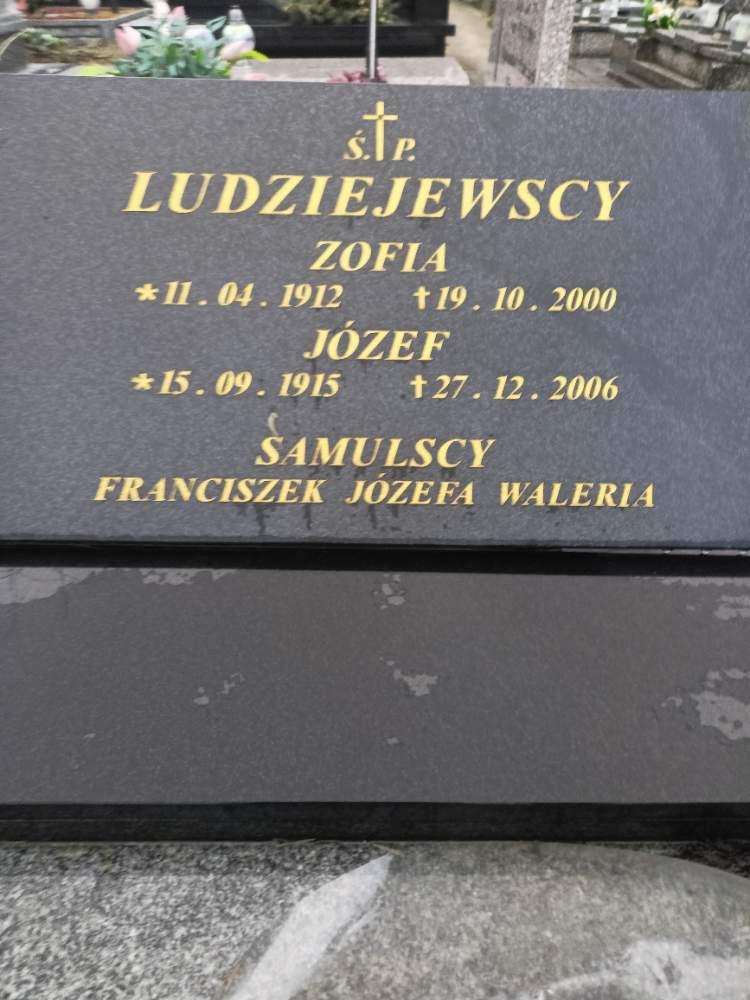 Ś. P.
LUDZIEJEWSCY
ZOFIA
*11.04.1912 †19.10.2000
JÓZEF
*15.09.1915 †27.12.2006
SAMULSCY
FRANCISZEK JÓZEFA WALERIA